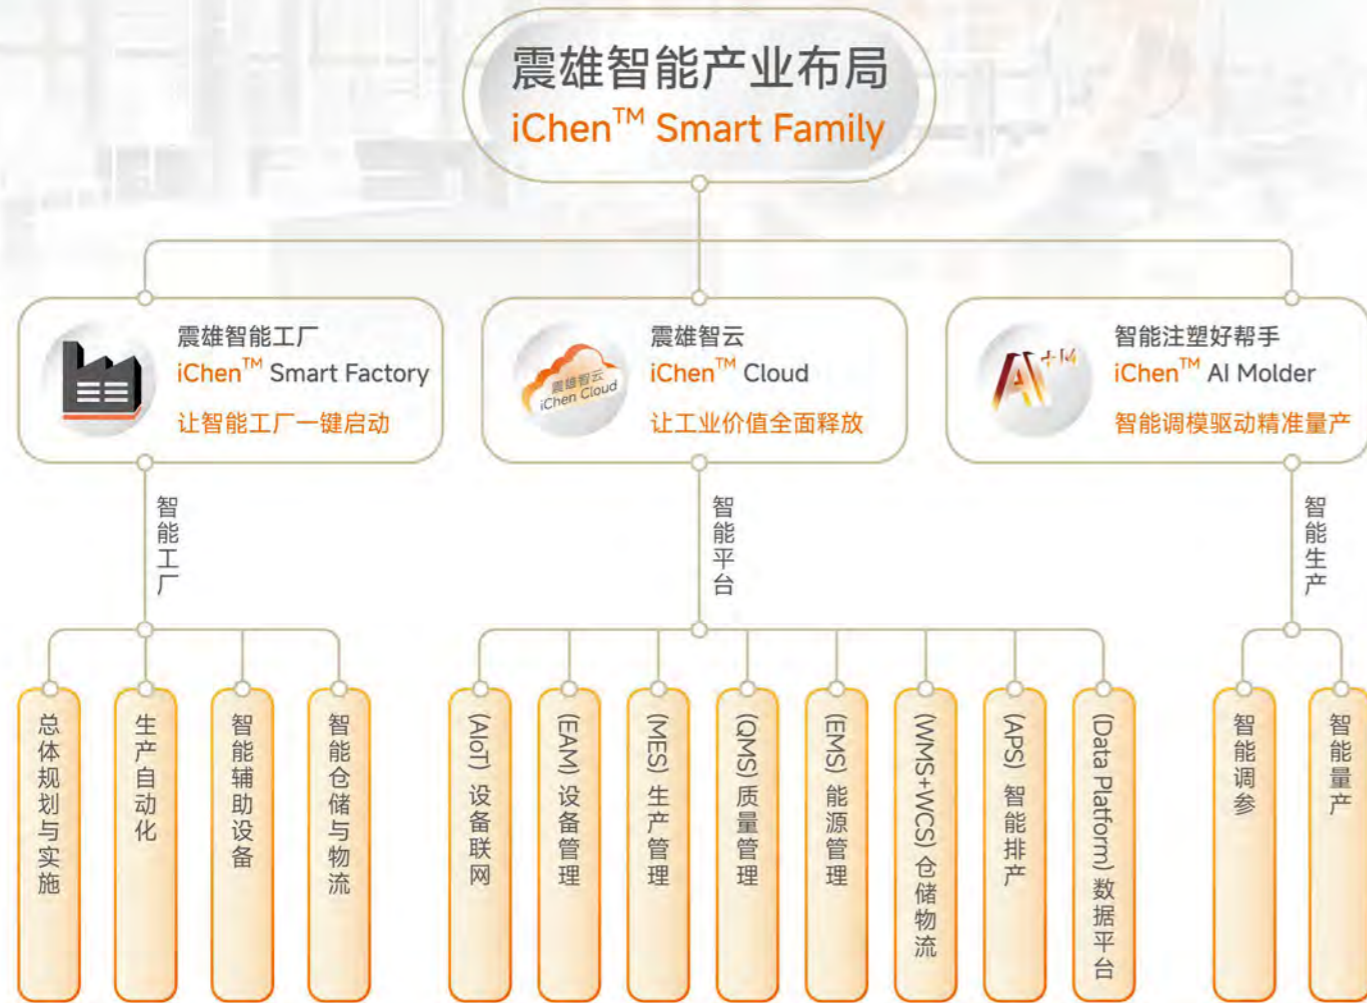 震雄智能产业布局
iChen™ Smart Family
震雄智能工厂
iChen™ Smart Factory
让智能工厂一键启动
震雄智云
iChen Cloud
震雄智云
iChen™ Cloud
让工业价值全面释放
AI+M
智能注塑好帮手
iChen™ AI Molder
智能调模驱动精准量产
智能工厂
智能平台
智能生产
总体规划与实施
生产自动化
智能辅助设备
智能仓储与物流
(AIoT) 设备联网
(EAM) 设备管理
(MES) 生产管理
(QMS) 质量管理
(EMS) 能源管理
(WMS+WCS) 仓储物流
(APS) 智能排产
(Data Platform) 数据平台
智能调参
智能量产